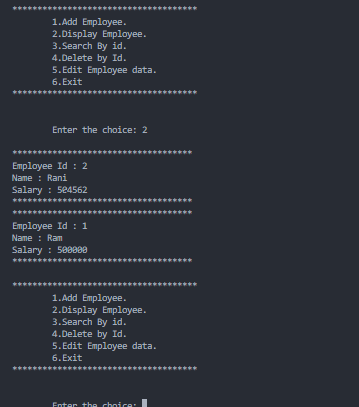 *************************************
1.Add Employee.
2.Display Employee.
3.Search By id.
4.Delete by Id.
5.Edit Employee data.
6.Exit
*************************************
Enter the choice: 2
************************************
Employee Id : 2
Name : Rani
Salary : 504562
************************************
************************************
Employee Id : 1
Name : Ram
Salary : 500000
************************************
*************************************
1.Add Employee.
2.Display Employee.
3.Search By id.
4.Delete by Id.
5.Edit Employee data.
6.Exit
*************************************
Enter the choice: